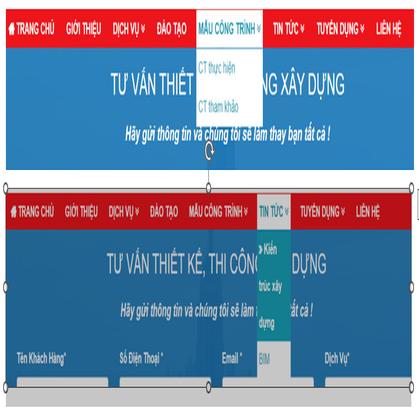 TRANG CHỦ GIỚI THIỆU DỊCH VỤ ĐÀO TẠO MẪU CÔNG TRÌNH TIN TỨC TUYỂN DỤNG LIÊN HỆ
CT thực hiện
TƯ VẤN THIẾT NG XÂY DỰNG
CT tham khảo
Hãy gửi thông tin và chúng tôi sẽ làm thay bạn tất cả !
TRANG CHỦ GIỚI THIỆU DỊCH VỤ ĐÀO TẠO MẪU CÔNG TRÌNH TIN TỨC TUYỂN DỤNG LIÊN HỆ
» Kiến
TƯ VẤN THIẾT KẾ, THI CÔNG DỰNG
trúc xây
Hãy gửi thông tin và chúng tôi sẽ làm tất cả !
dựng
Tên Khách Hàng* Số Điện Thoại * Email * BIM Dịch Vụ*